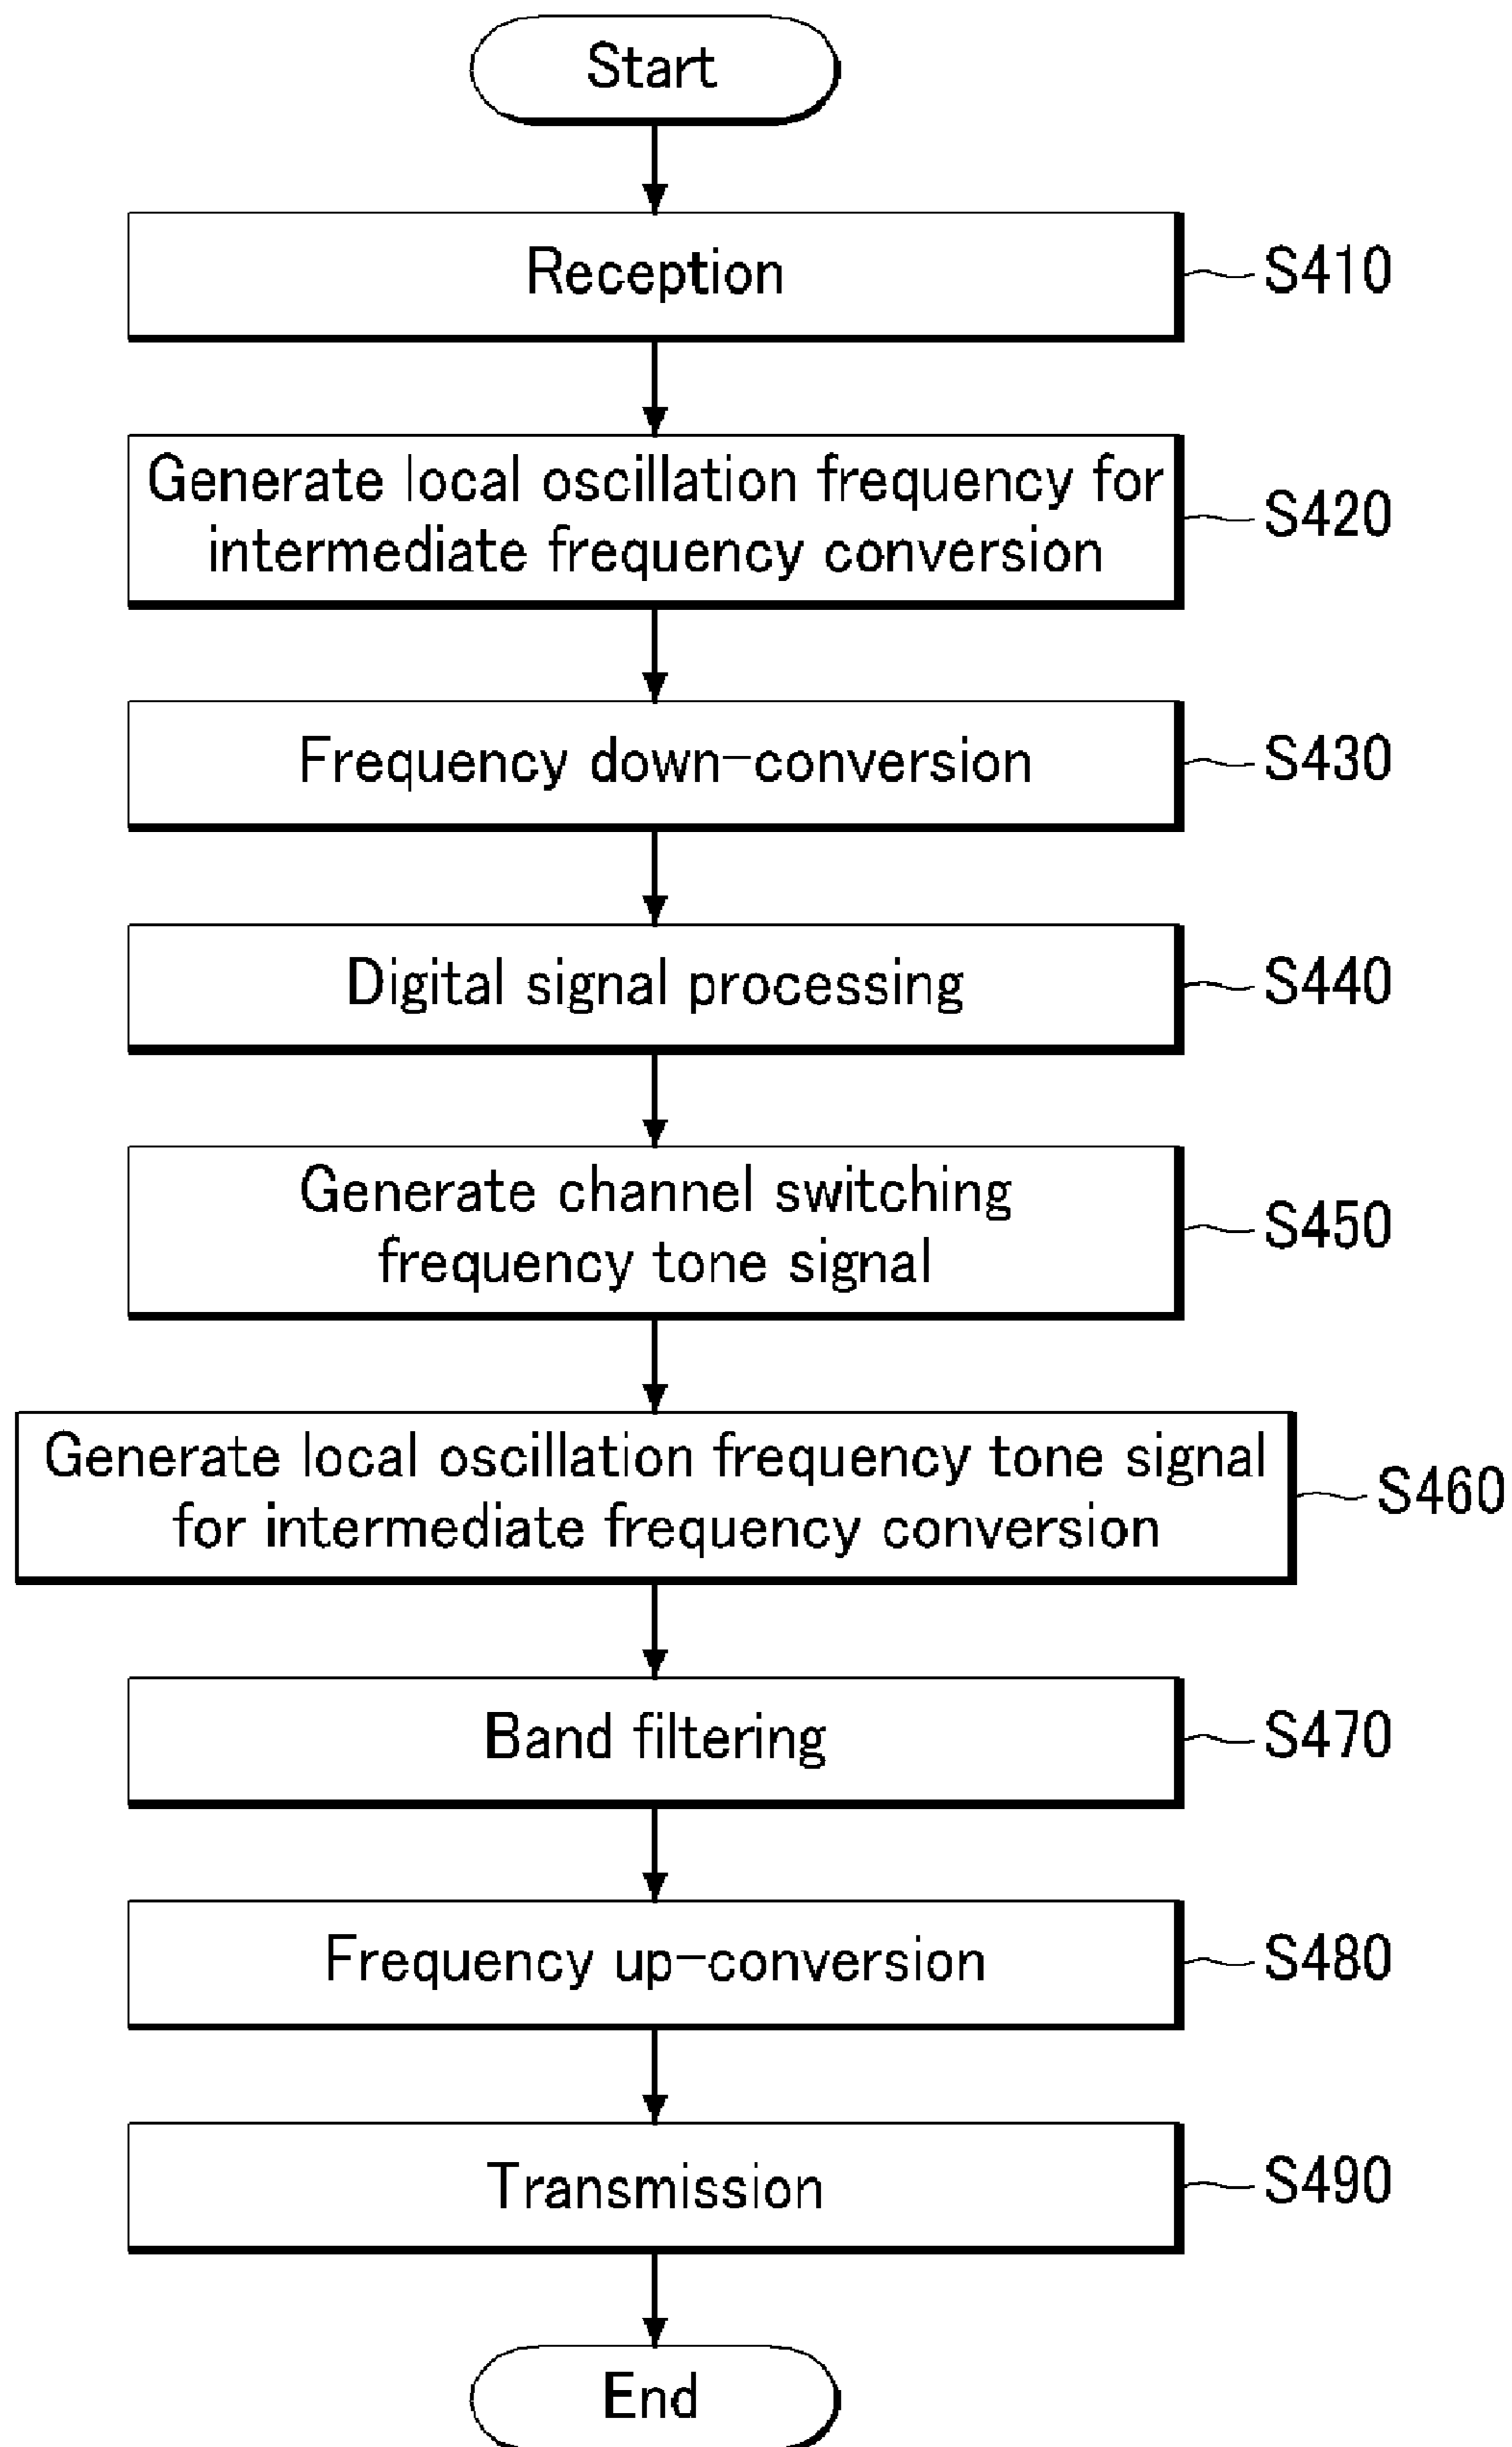 Start
Reception
S410
Generate local oscillation frequency for
intermediate frequency conversion
S420
Frequency down-conversion
S430
Digital signal processing
S440
Generate channel switching
frequency tone signal
S450
Generate local oscillation frequency tone signal
for intermediate frequency conversion
S460
Band filtering
S470
Frequency up-conversion
S480
Transmission
S490
End